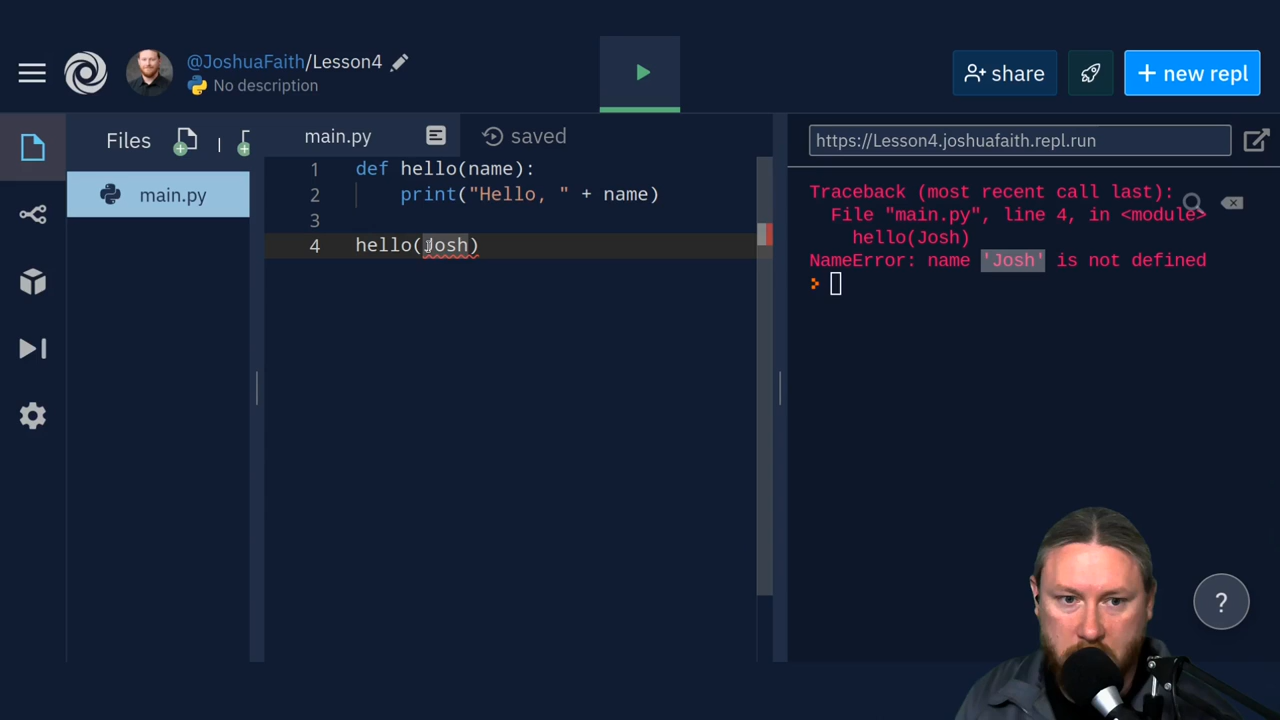 @JoshuaFaith/Lesson4
No description
share
+ new repl
Files
main.py
main.py
saved
1 def hello(name):
2 print("Hello, " + name)
3
4 hello(Josh)
https://Lesson4.joshuafaith.repl.run
Traceback (most recent call last):
File "main.py", line 4, in <module>
hello(Josh)
NameError: name 'Josh' is not defined
?